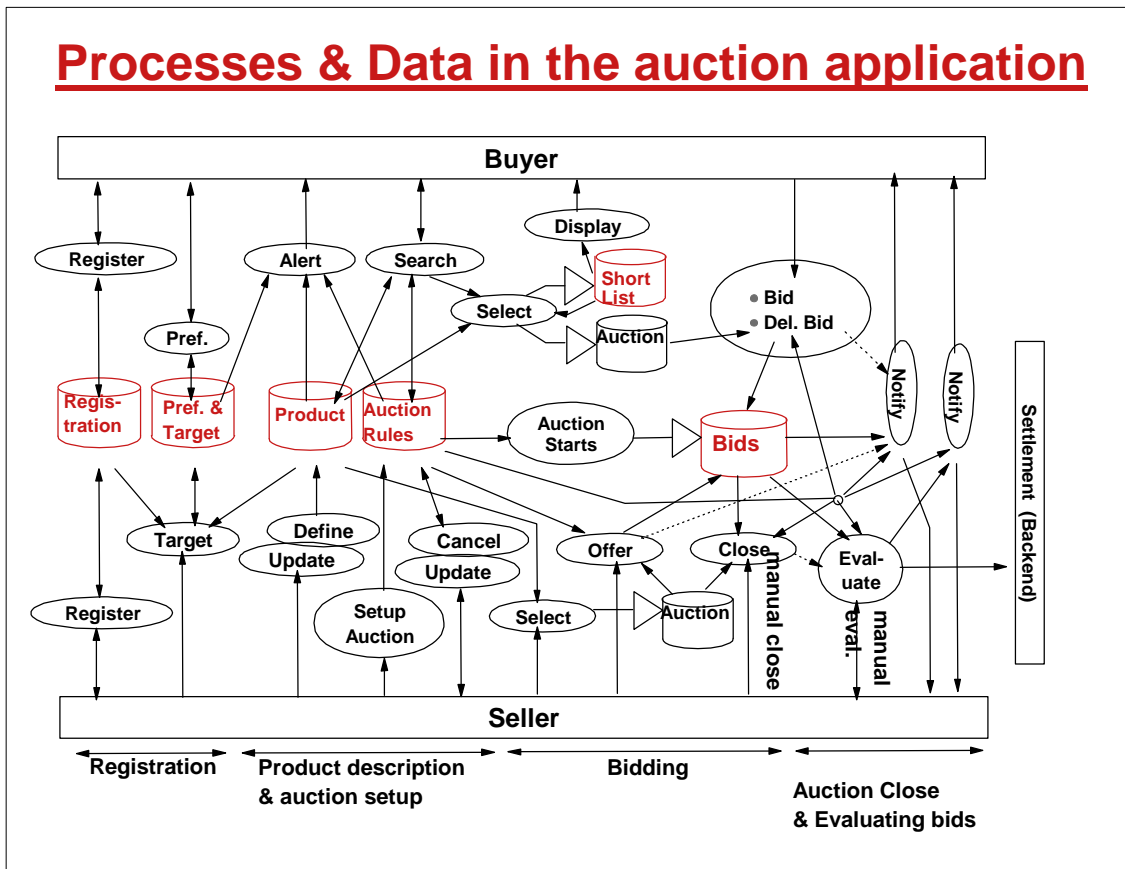 Processes & Data in the auction application
Buyer
Register
Alert
Search
Display
Short
List
Select
Auction
Bid
Del. Bid
Pref.
Notify
Notify
Regis-
tration
Pref. &
Target
Product
Auction
Rules
Auction
Starts
Bids
Settlement (Backend)
Target
Define
Update
Cancel
Update
Offer
Close
Eval-
uate
Register
Setup
Auction
Select
Auction
manual close
manual
eval.
Seller
Registration
Product description
& auction setup
Bidding
Auction Close
& Evaluating bids